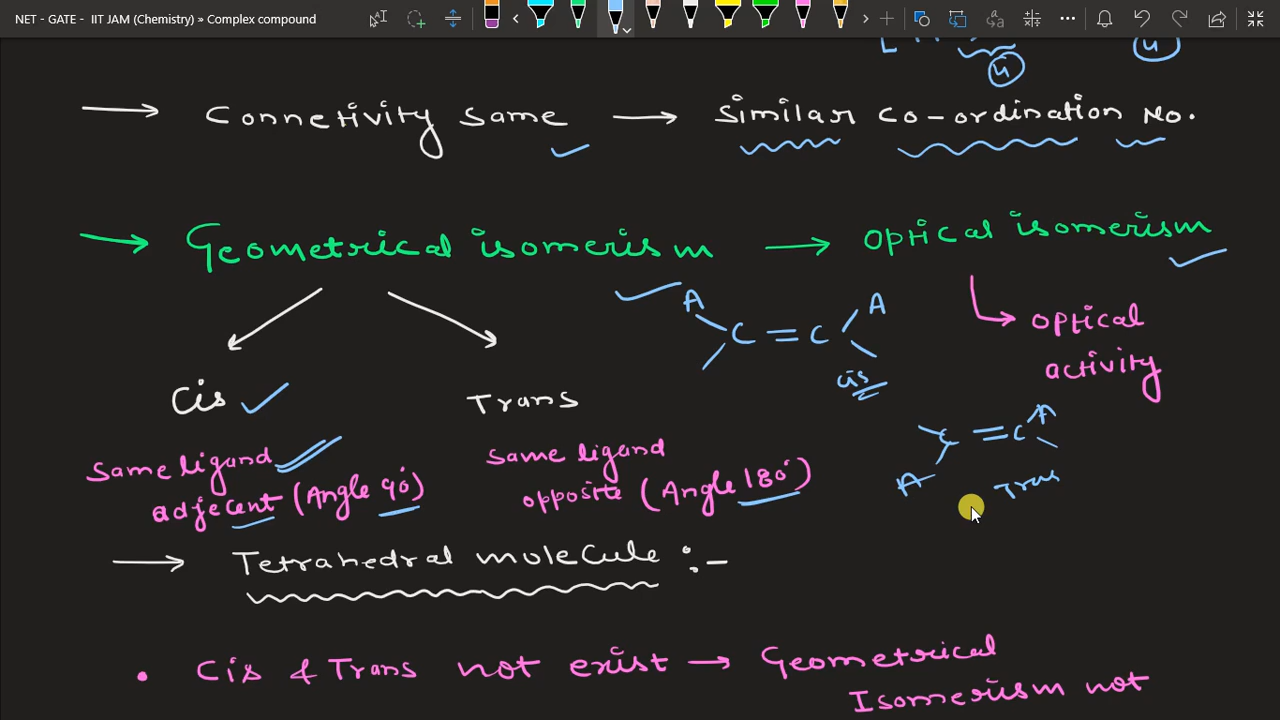 NET - GATE - IIT JAM (Chemistry) » Complex compound
4
4
→ Connetivity same → Similar co-ordination No.
→ Geometrical isomerism → optical isomerism
A A
C = C
cis
optical
activity
Cis Trans
C = C A
A
Trans
Same ligand
adjecent (Angle 90°)
Same ligand
opposite (Angle 180°)
→ Tetrahedral molecule :-
• Cis & Trans not exist → Geometrical
Isomerism not